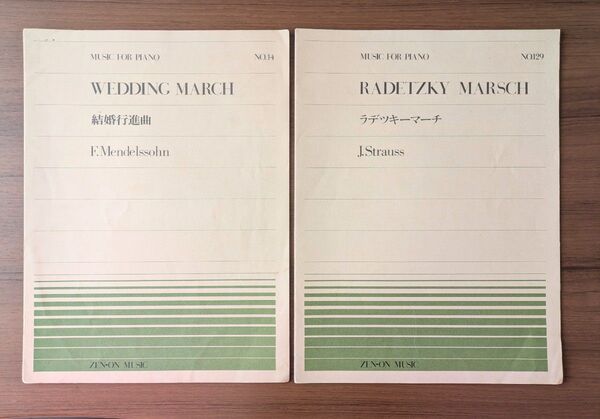 MUSIC FOR PIANO NO.14
WEDDING MARCH
結婚行進曲
F.Mendelssohn
ZEN-ON MUSIC
MUSIC FOR PIANO NO.129
RADETZKY MARSCH
ラデツキーマーチ
J.Strauss
ZEN-ON MUSIC